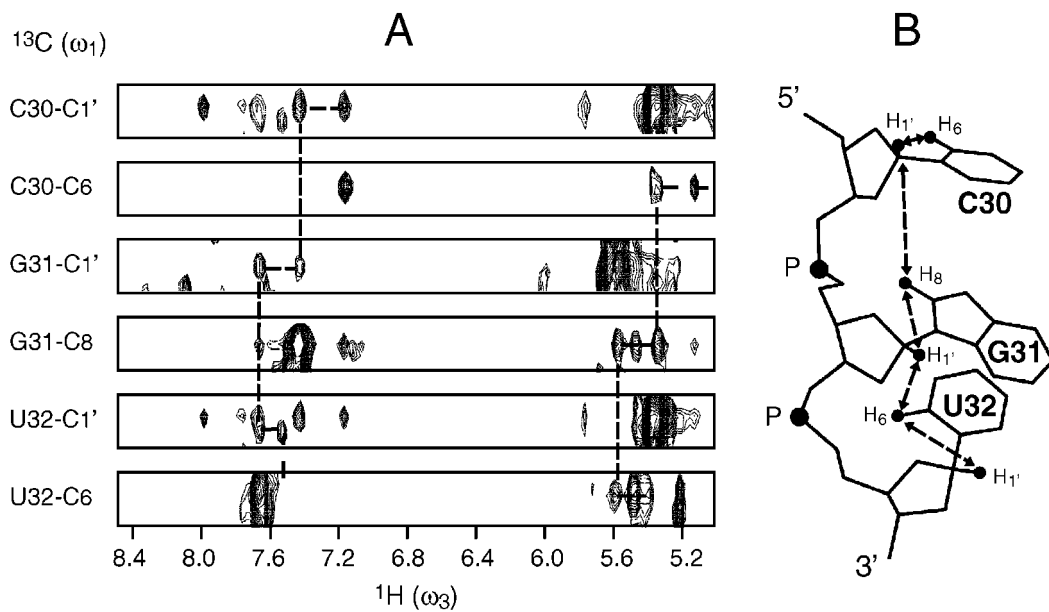 A
B
¹³C (ω₁)
C30-C1'
C30-C6
G31-C1'
G31-C8
U32-C1'
U32-C6
8.4 8.0 7.6 7.2 6.8 6.4 6.0 5.6 5.2
¹H (ω₃)
5'
H₁' H₆
C30
P
H₈
H₁'
G31
U32
P
H₆
H₁'
3'